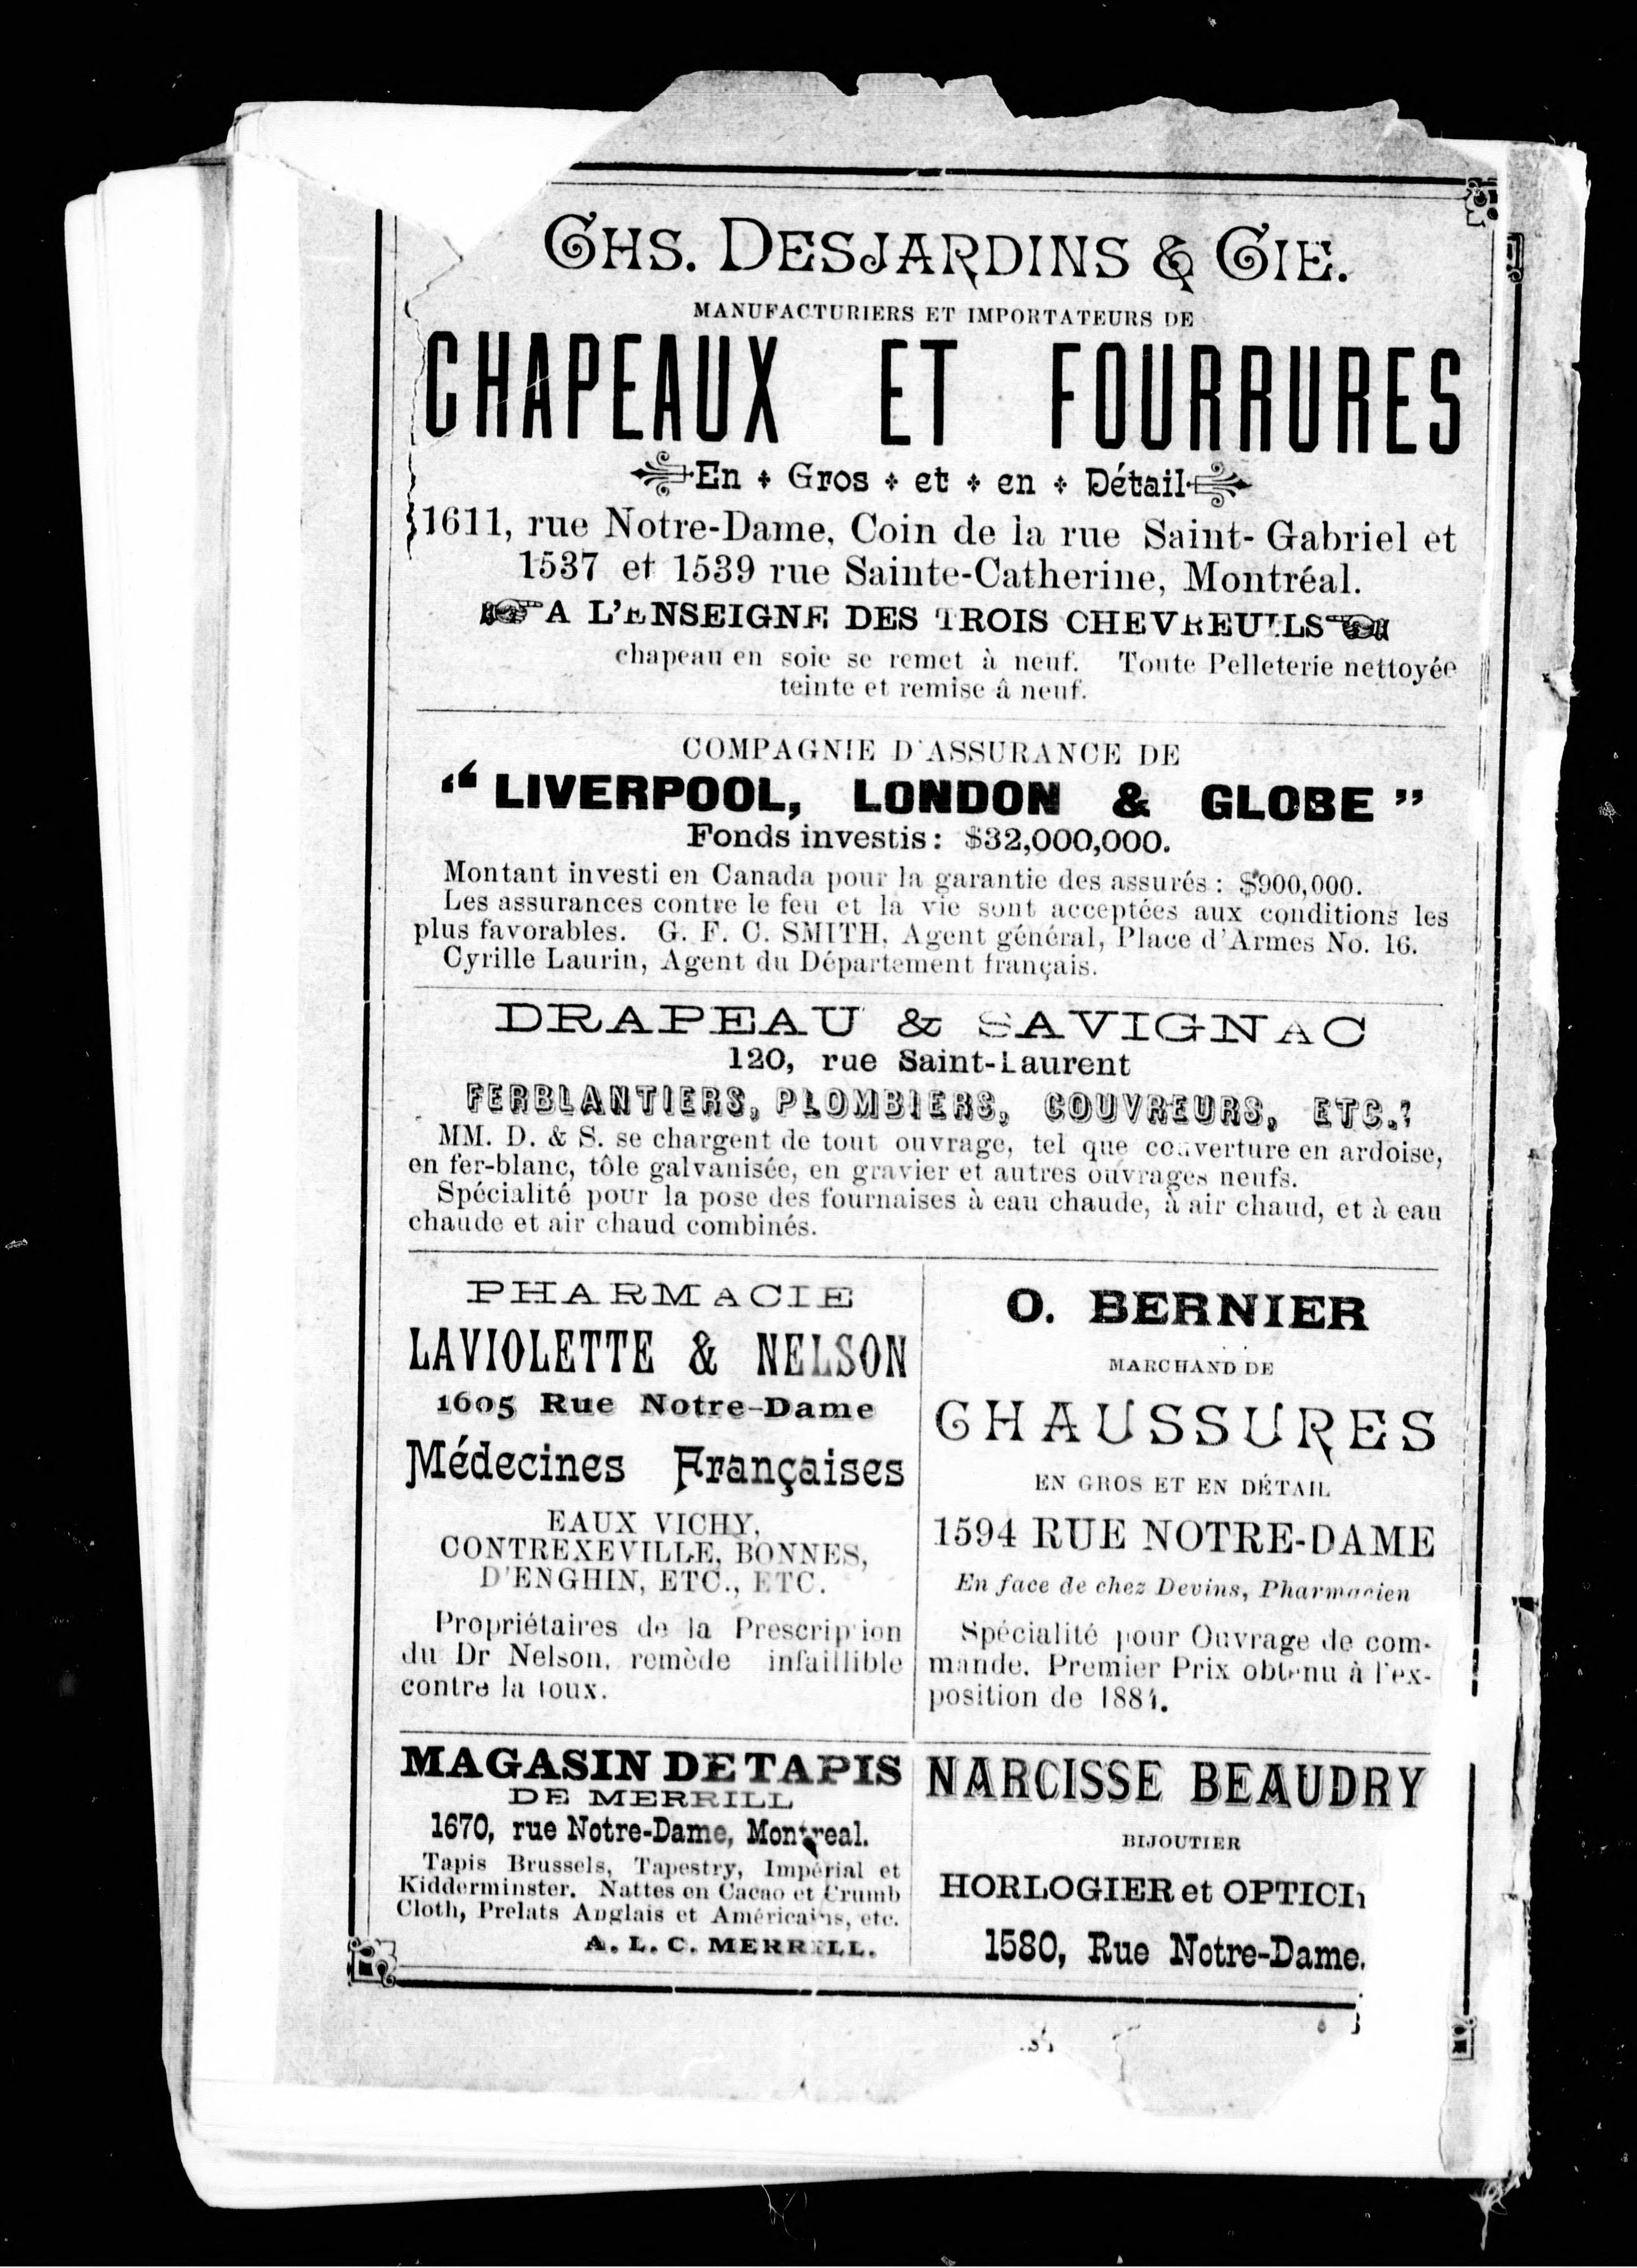 CHS. DESJARDINS & CIE.
MANUFACTURIERS ET IMPORTATEURS DE
CHAPEAUX ET FOURRURES
En Gros et en Détail
1611, rue Notre-Dame, Coin de la rue Saint-Gabriel et
1537 et 1539 rue Sainte-Catherine, Montréal.
A L'ENSEIGNE DES TROIS CHEVREUILS
chapeau en soie se remet à neuf. Toute Pelleterie nettoyée
teinte et remise à neuf.
COMPAGNIE D'ASSURANCE DE
“LIVERPOOL, LONDON & GLOBE”
Fonds investis: $32,000,000.
Montant investi en Canada pour la garantie des assurés: $900,000.
Les assurances contre le feu et la vie sont acceptées aux conditions les
plus favorables. G. F. C. SMITH, Agent général, Place d'Armes No. 16.
Cyrille Laurin, Agent du Département français.
DRAPEAU & SAVIGNAC
120, rue Saint-Laurent
FERBLANTIERS, PLOMBIERS, COUVREURS, ETC.,
MM. D. & S. se chargent de tout ouvrage, tel que couverture en ardoise,
en fer-blanc, tôle galvanisée, en gravier et autres ouvrages neufs.
Spécialité pour la pose des fournaises à eau chaude, à air chaud, et à eau
chaude et air chaud combinés.
PHARMACIE
LAVIOLETTE & NELSON
1605 Rue Notre-Dame
Médecines Françaises
EAUX VICHY,
CONTREXEVILLE, BONNES,
D'ENGHIN, ETC., ETC.
Propriétaires de la Prescription
du Dr Nelson, remède infaillible
contre la toux.
O. BERNIER
MARCHAND DE
CHAUSSURES
EN GROS ET EN DÉTAIL
1594 RUE NOTRE-DAME
En face de chez Devins, Pharmacien
Spécialité pour Ouvrage de com-
mande. Premier Prix obtenu à l'ex-
position de 1884.
MAGASIN DE TAPIS
DE MERRILL
1670, rue Notre-Dame, Montreal.
Tapis Brussels, Tapestry, Impérial et
Kidderminster. Nattes en Cacao et Crumb
Cloth, Prelats Anglais et Américains, etc.
A. L. C. MERRILL.
NARCISSE BEAUDRY
BIJOUTIER
HORLOGIER et OPTICI
1580, Rue Notre-Dame.